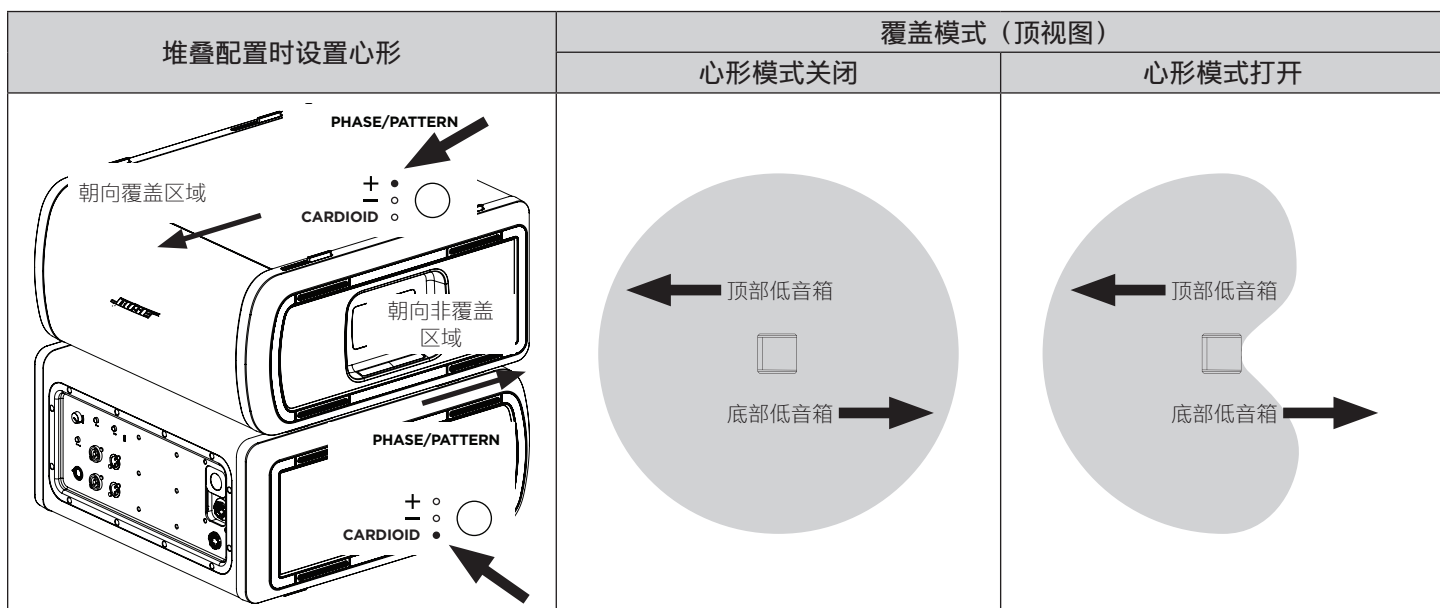 堆叠配置时设置心形
覆盖模式（顶视图）
心形模式关闭
心形模式打开
PHASE/PATTERN
朝向覆盖区域
+
−
CARDIOID
BOSE
朝向非覆盖
区域
PHASE/PATTERN
+
−
CARDIOID
顶部低音箱
底部低音箱
顶部低音箱
底部低音箱